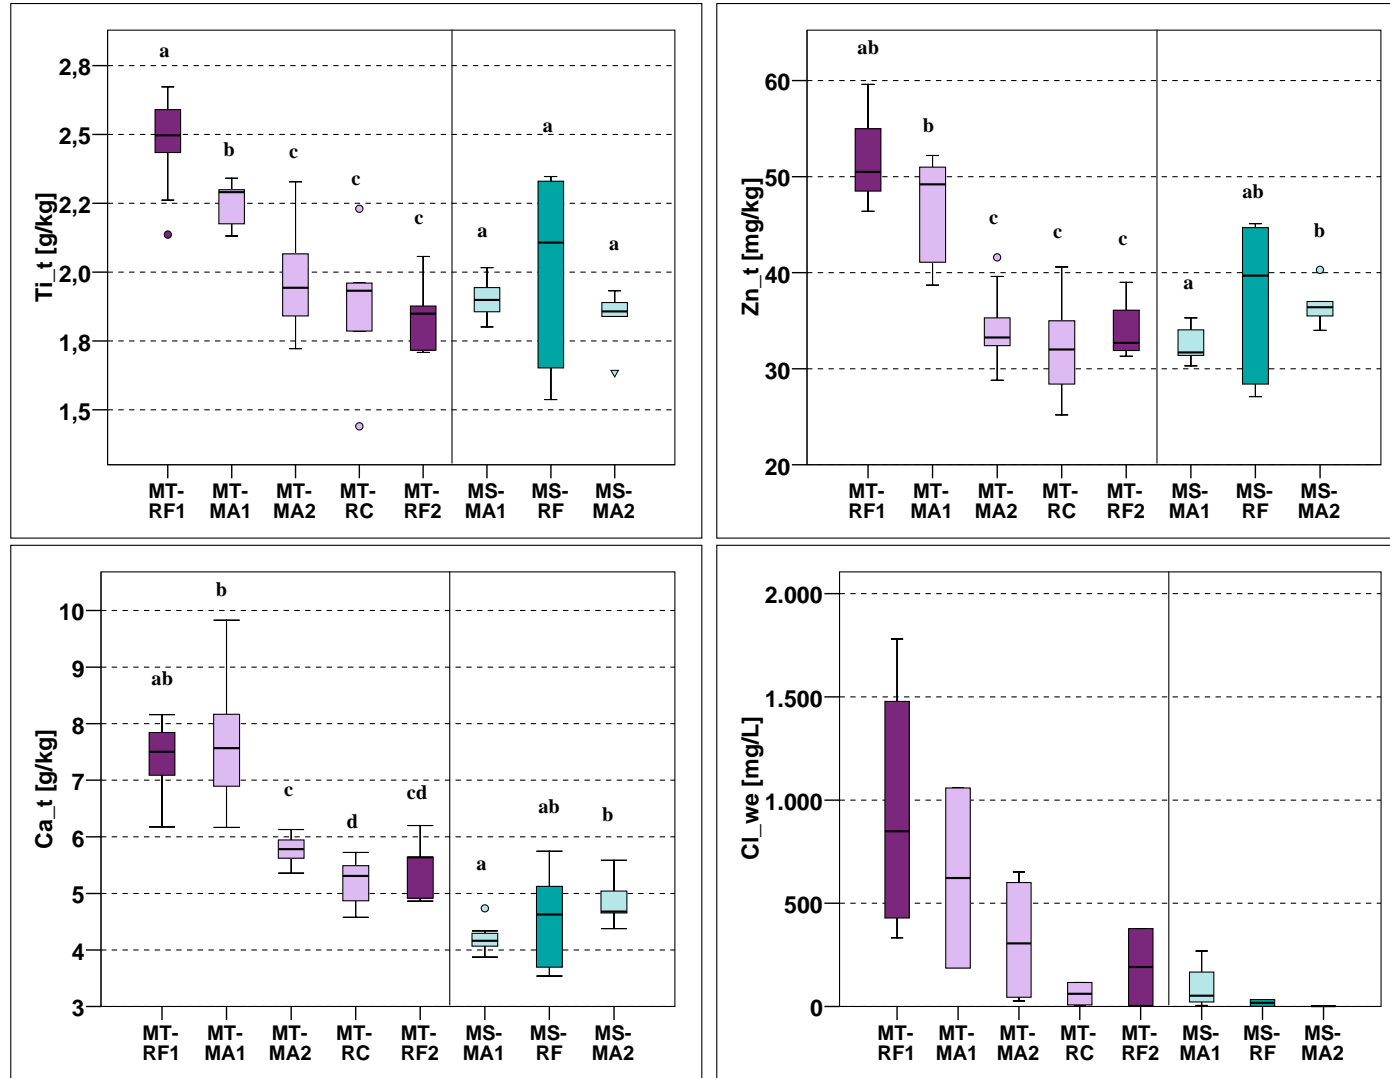 Ti_t [g/kg]
2,8
2,5
2,2
2,0
1,8
1,5
a
b
c
c
c
a
a
a
MT-RF1
MT-MA1
MT-MA2
MT-RC
MT-RF2
MS-MA1
MS-RF
MS-MA2
Zn_t [mg/kg]
60
50
40
30
20
ab
b
c
c
c
a
ab
b
MT-RF1
MT-MA1
MT-MA2
MT-RC
MT-RF2
MS-MA1
MS-RF
MS-MA2
Ca_t [g/kg]
10
9
8
7
6
5
4
3
ab
b
c
d
cd
a
ab
b
MT-RF1
MT-MA1
MT-MA2
MT-RC
MT-RF2
MS-MA1
MS-RF
MS-MA2
Cl_we [mg/L]
2.000
1.500
1.000
500
0
MT-RF1
MT-MA1
MT-MA2
MT-RC
MT-RF2
MS-MA1
MS-RF
MS-MA2